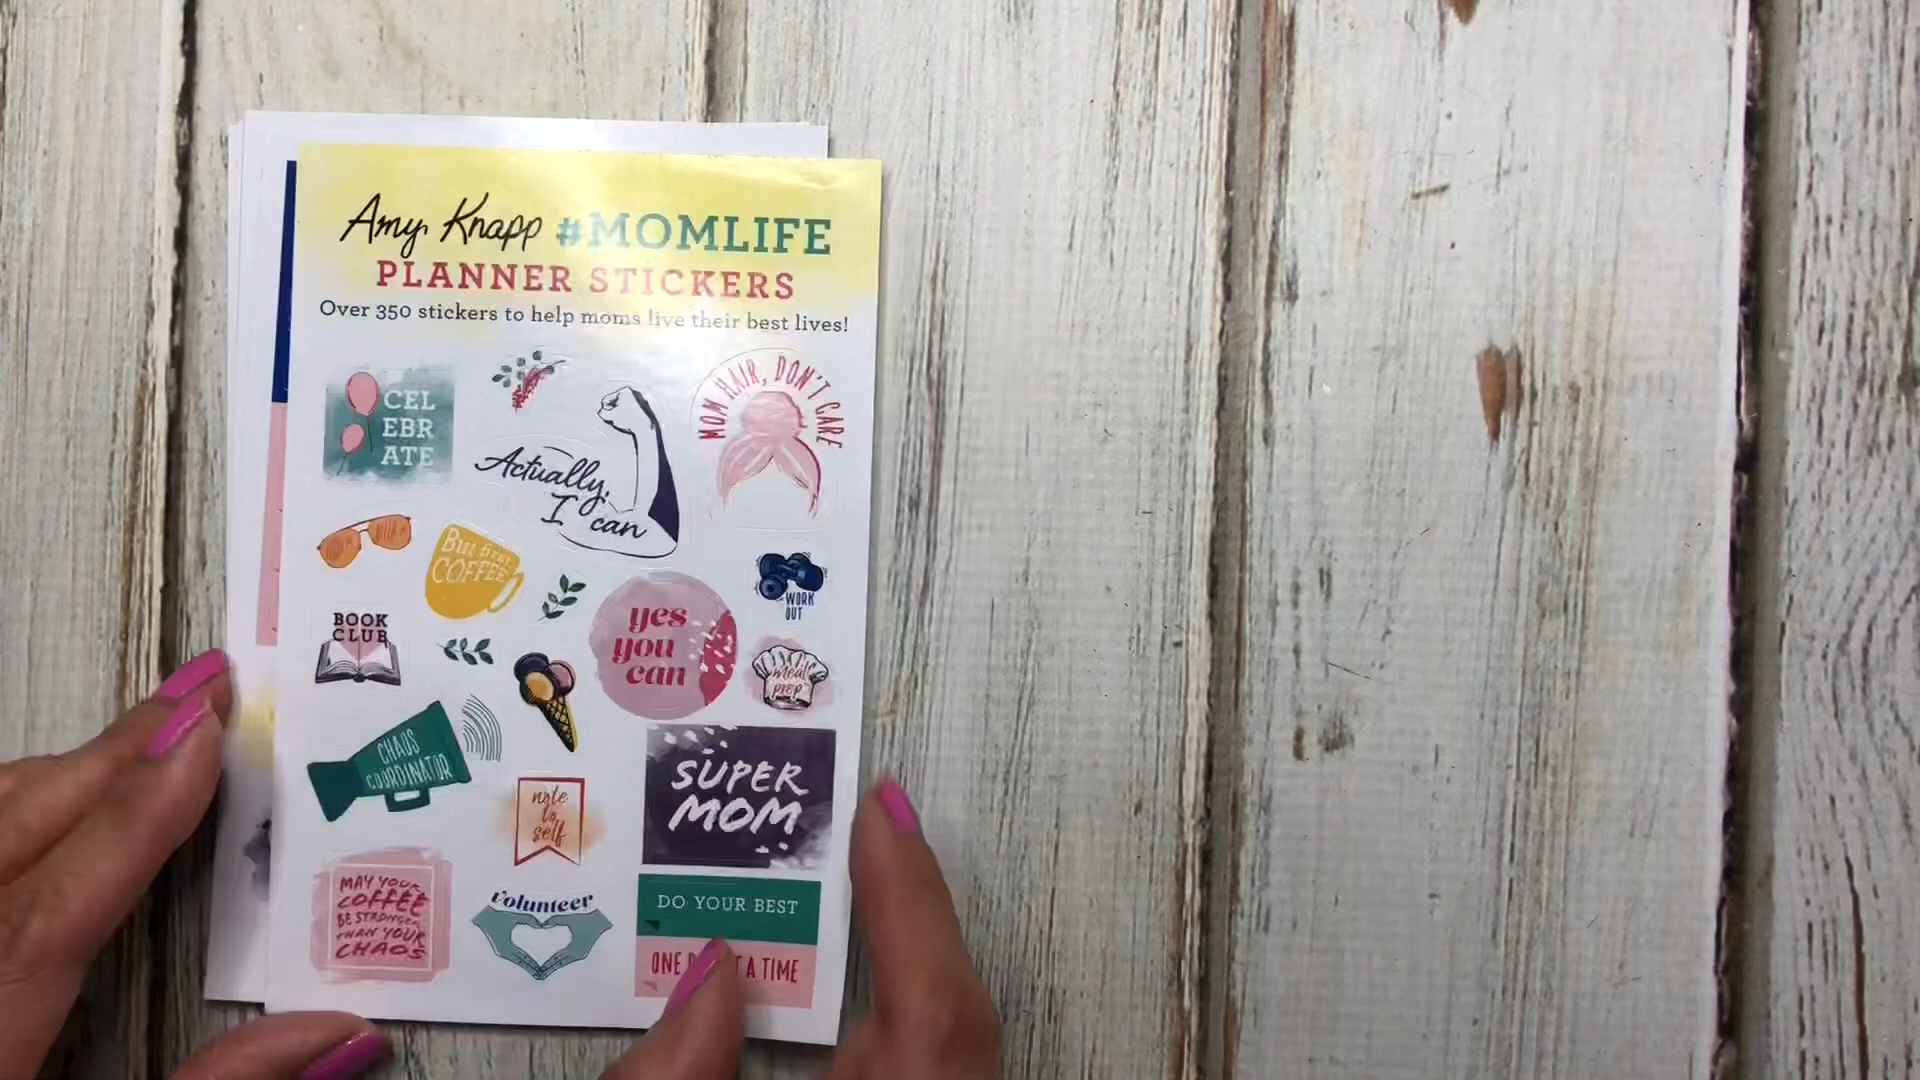 Amy Knapp #MOMLIFE
PLANNER STICKERS
Over 350 stickers to help moms live their best lives!
CEL
EBR
ATE
Actually,
I can
MOM HAIR, DON'T CARE
But first,
COFFEE
WORK
OUT
BOOK
CLUB
yes
you
can
meal
prep
CHAOS
COORDINATOR
note
to
self
SUPER
MOM
MAY YOUR
COFFEE
BE STRONGER
THAN YOUR
CHAOS
Volunteer
DO YOUR BEST
ONE A TIME